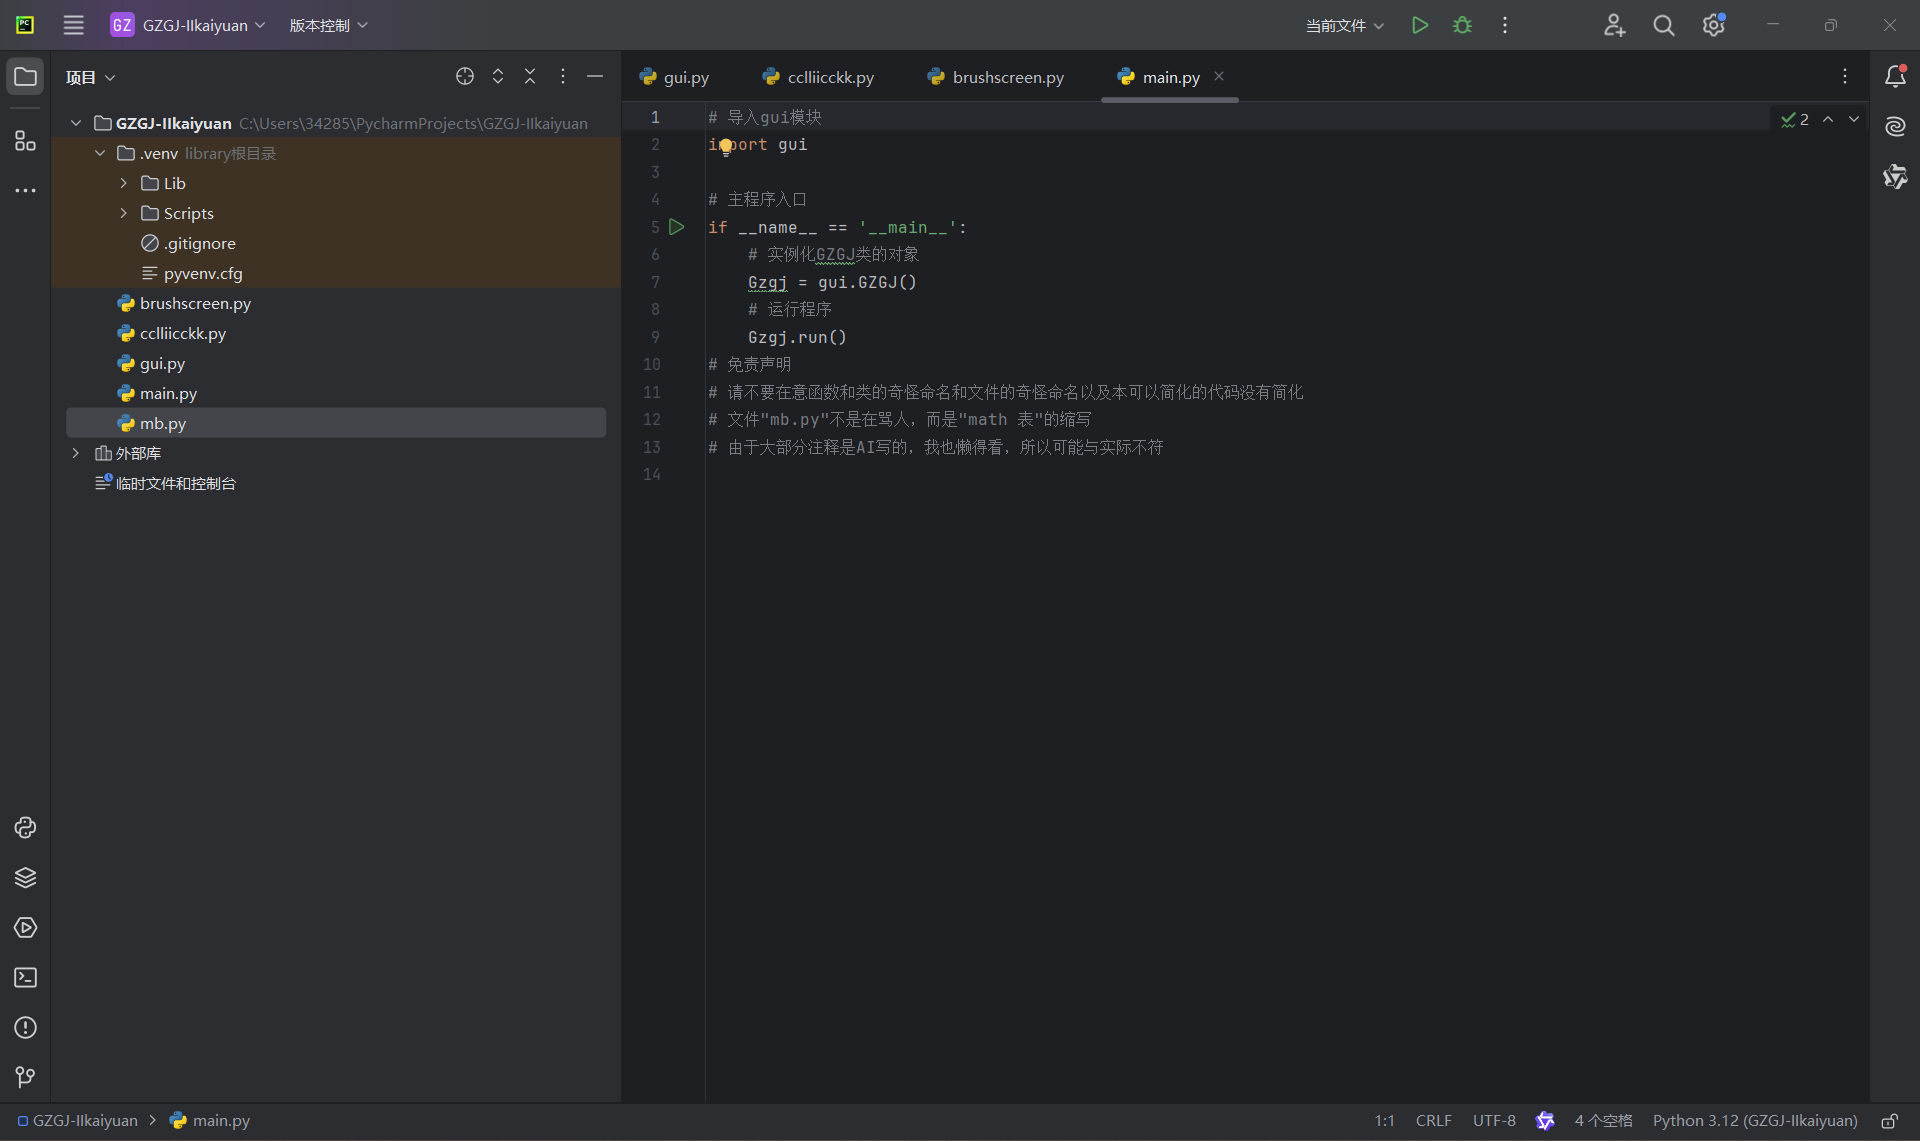 GZ GZGJ-IIkaiyuan 版本控制 当前文件
项目
GZGJ-IIkaiyuan C:\Users\34285\PycharmProjects\GZGJ-IIkaiyuan
.venv library根目录
Lib
Scripts
.gitignore
pyvenv.cfg
brushscreen.py
cclliicckk.py
gui.py
main.py
mb.py
外部库
临时文件和控制台
gui.py cclliicckk.py brushscreen.py main.py
2
1 # 导入gui模块
2 import gui
3
4 # 主程序入口
5 if __name__ == '__main__':
6 # 实例化GZGJ类的对象
7 Gzgj = gui.GZGJ()
8 # 运行程序
9 Gzgj.run()
10 # 免责声明
11 # 请不要在意函数和类的奇怪命名和文件的奇怪命名以及本可以简化的代码没有简化
12 # 文件"mb.py"不是在骂人，而是"math 表"的缩写
13 # 由于大部分注释是AI写的，我也懒得看，所以可能与实际不符
14
GZGJ-IIkaiyuan main.py
1:1 CRLF UTF-8 4 个空格 Python 3.12 (GZGJ-IIkaiyuan)